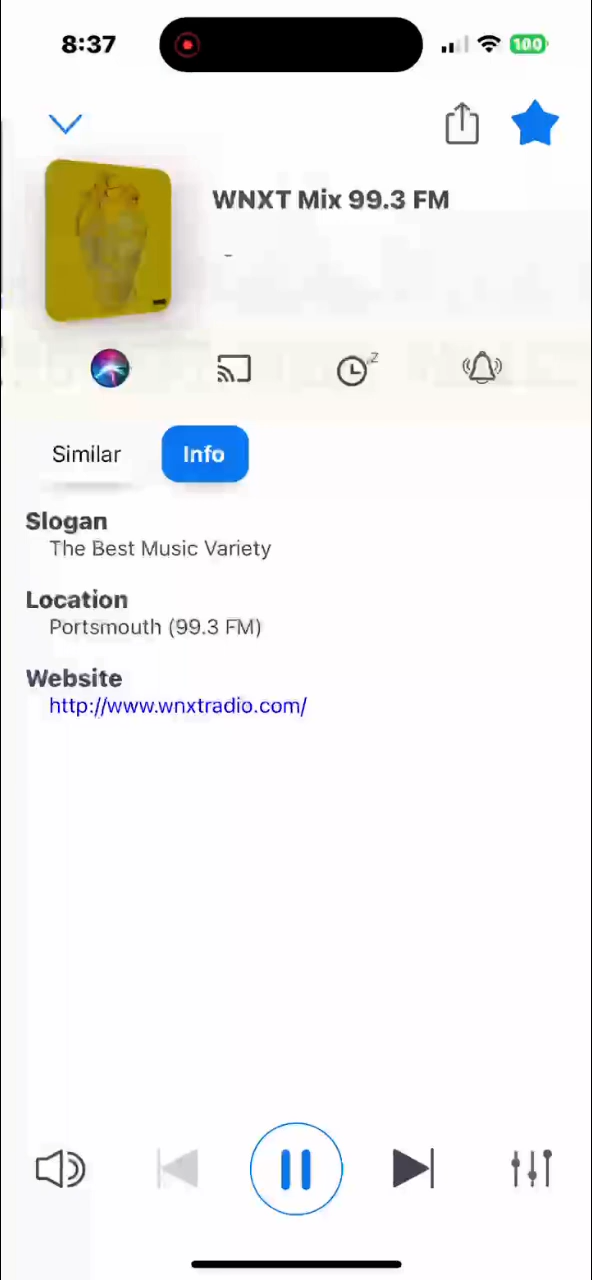 8:37
100
WNXT Mix 99.3 FM
-
z
Similar
Info
Slogan
The Best Music Variety
Location
Portsmouth (99.3 FM)
Website
http://www.wnxtradio.com/